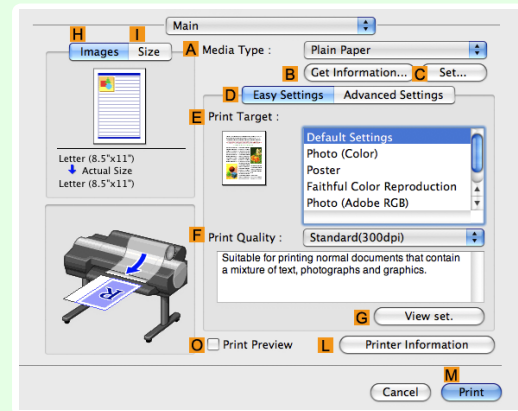 Main
H I
Images Size
A Media Type : Plain Paper
B Get Information... C Set...
D Easy Settings Advanced Settings
E Print Target :
Default Settings
Photo (Color)
Poster
Faithful Color Reproduction
Photo (Adobe RGB)
Letter (8.5"x11")
Actual Size
Letter (8.5"x11")
F Print Quality : Standard(300dpi)
Suitable for printing normal documents that contain
a mixture of text, photographs and graphics.
G View set.
O Print Preview L Printer Information
M
Cancel Print